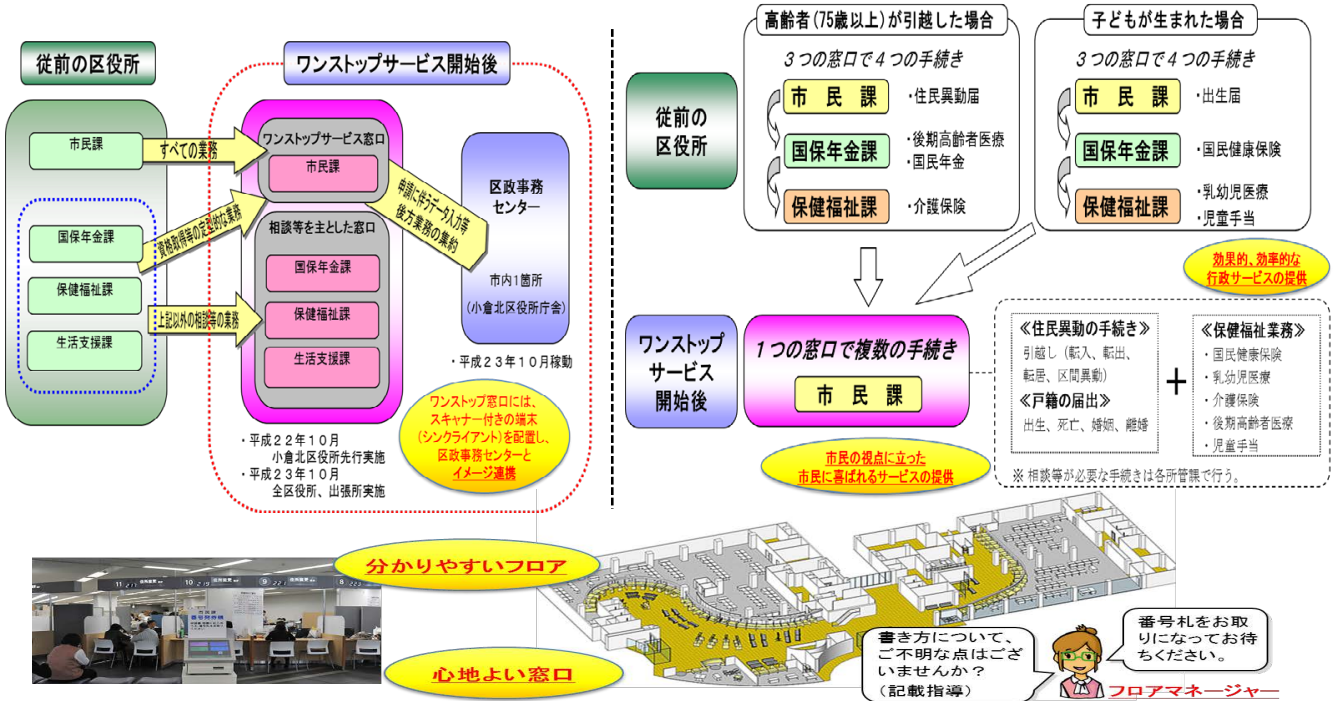 従前の区役所
市民課
国保年金課
保健福祉課
生活支援課
すべての業務
資格取得等の定型的な業務
上記以外の相談等の業務
ワンストップサービス開始後
ワンストップサービス窓口
市民課
相談等を主とした窓口
国保年金課
保健福祉課
生活支援課
申請に伴うデータ入力等
後方業務の集約
区政事務
センター
市内1箇所
(小倉北区役所庁舎)
・平成23年10月稼動
・平成22年10月
小倉北区役所先行実施
・平成23年10月
全区役所、出張所実施
ワンストップ窓口には、
スキャナー付きの端末
(シンクライアント)を配置し、
区政事務センターと
イメージ連携
従前の
区役所
高齢者(75歳以上)が引越した場合
3つの窓口で4つの手続き
市民課
・住民異動届
国保年金課
・後期高齢者医療
・国民年金
保健福祉課
・介護保険
子どもが生まれた場合
3つの窓口で4つの手続き
市民課
・出生届
国保年金課
・国民健康保険
保健福祉課
・乳幼児医療
・児童手当
効果的、効率的な
行政サービスの提供
ワンストップ
サービス
開始後
1つの窓口で複数の手続き
市民課
市民の視点に立った
市民に喜ばれるサービスの提供
≪住民異動の手続き≫
引越し(転入、転出、
転居、区間異動)
≪戸籍の届出≫
出生、死亡、婚姻、離婚
+
≪保健福祉業務≫
・国民健康保険
・乳幼児医療
・介護保険
・後期高齢者医療
・児童手当
※相談等が必要な手続きは各所管課で行う。
分かりやすいフロア
心地よい窓口
11
10
9
8
書き方について、
ご不明な点はござ
いませんか?
(記載指導)
番号札をお取
りになってお待
ちください。
フロアマネージャー